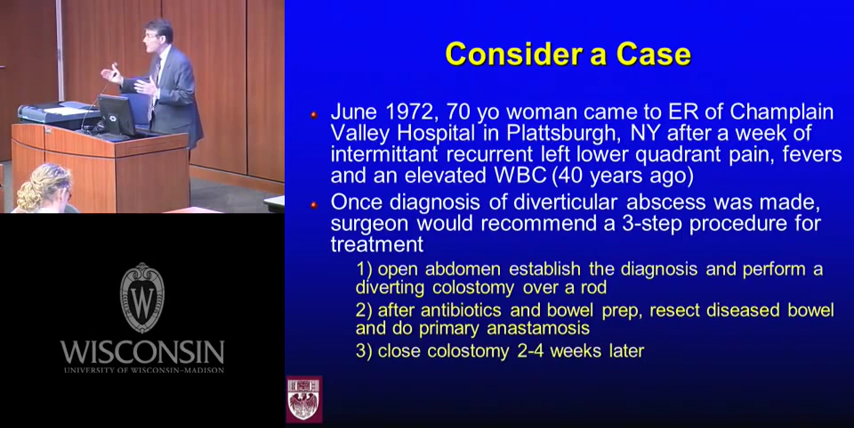 Consider a Case
June 1972, 70 yo woman came to ER of Champlain
Valley Hospital in Plattsburgh, NY after a week of
intermittant recurrent left lower quadrant pain, fevers
and an elevated WBC (40 years ago)
Once diagnosis of diverticular abscess was made,
surgeon would recommend a 3-step procedure for
treatment
1) open abdomen establish the diagnosis and perform a
diverting colostomy over a rod
2) after antibiotics and bowel prep, resect diseased bowel
and do primary anastamosis
3) close colostomy 2-4 weeks later
W
WISCONSIN
UNIVERSITY OF WISCONSIN–MADISON